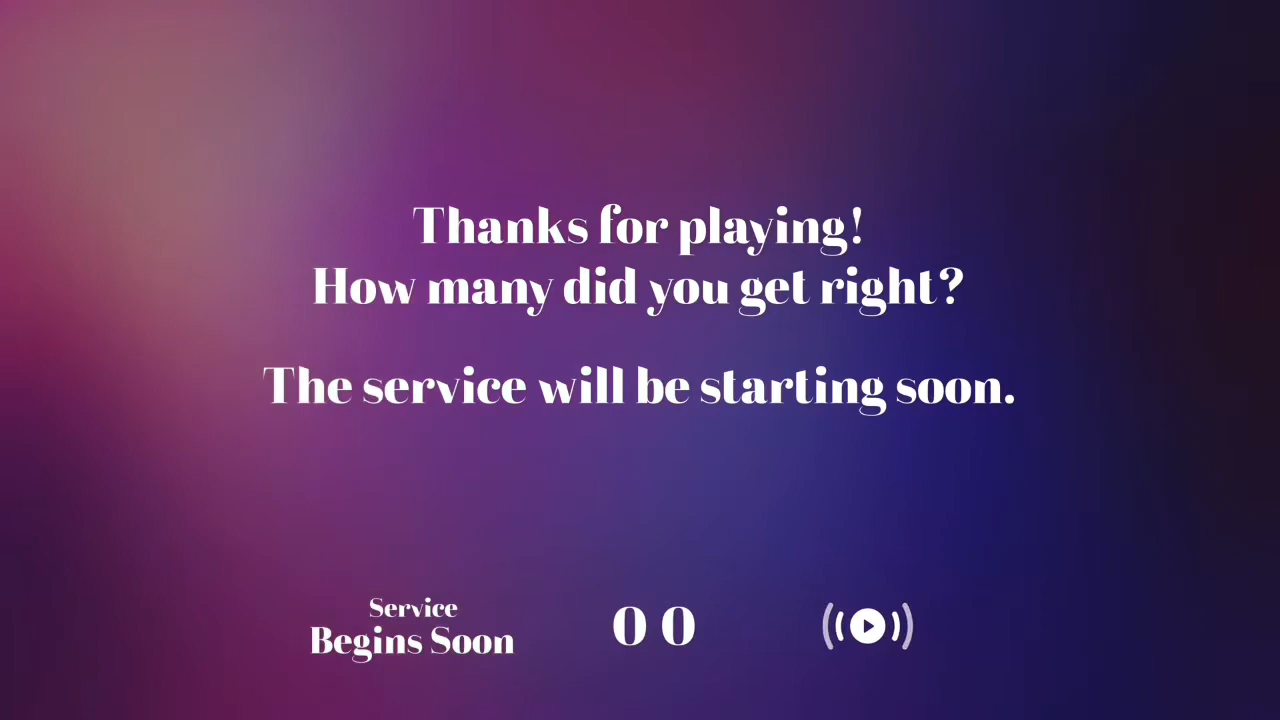 Thanks for playing!
How many did you get right?
The service will be starting soon.
Service
Begins Soon
0 0